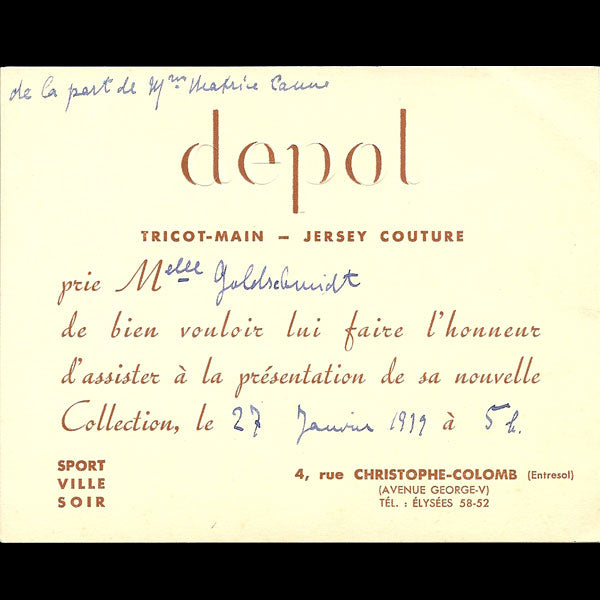 de la part de Mme Maurice
depol
TRICOT-MAIN – JERSEY COUTURE
prie Melle Goldschmidt
de bien vouloir lui faire l'honneur
d'assister à la présentation de sa nouvelle
Collection, le 27 Janvier 1939 à 5 h.
SPORT
VILLE
SOIR
4, rue CHRISTOPHE-COLOMB (Entresol)
(AVENUE GEORGE-V)
TÉL. : ÉLYSÉES 58-52